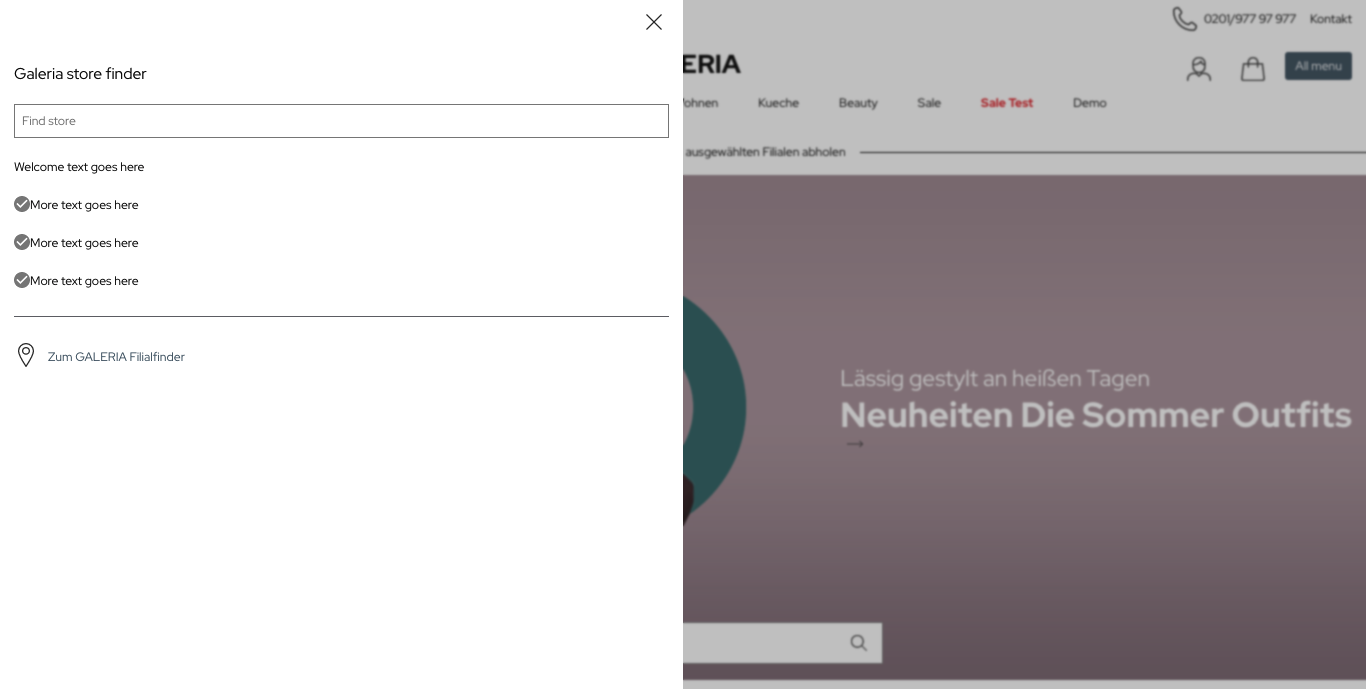 Galeria store finder
Find store
Welcome text goes here
More text goes here
More text goes here
More text goes here
Zum GALERIA Filialfinder
0201/977 97 977 Kontakt
ERIA
All menu
ohnen Kueche Beauty Sale Sale Test Demo
ausgewählten Filialen abholen
Lässig gestylt an heißen Tagen
Neuheiten Die Sommer Outfits